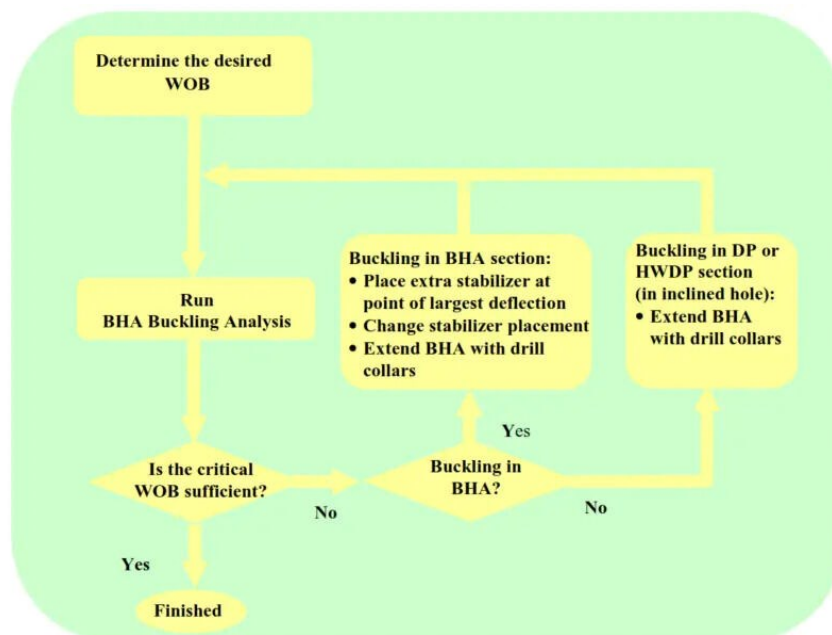 Determine the desired
WOB
Run
BHA Buckling Analysis
Is the critical
WOB sufficient?
Yes
Finished
No
Buckling in
BHA?
Yes
Buckling in BHA section:
• Place extra stabilizer at
point of largest deflection
• Change stabilizer placement
• Extend BHA with drill
collars
No
Buckling in DP or
HWDP section
(in inclined hole):
• Extend BHA
with drill collars